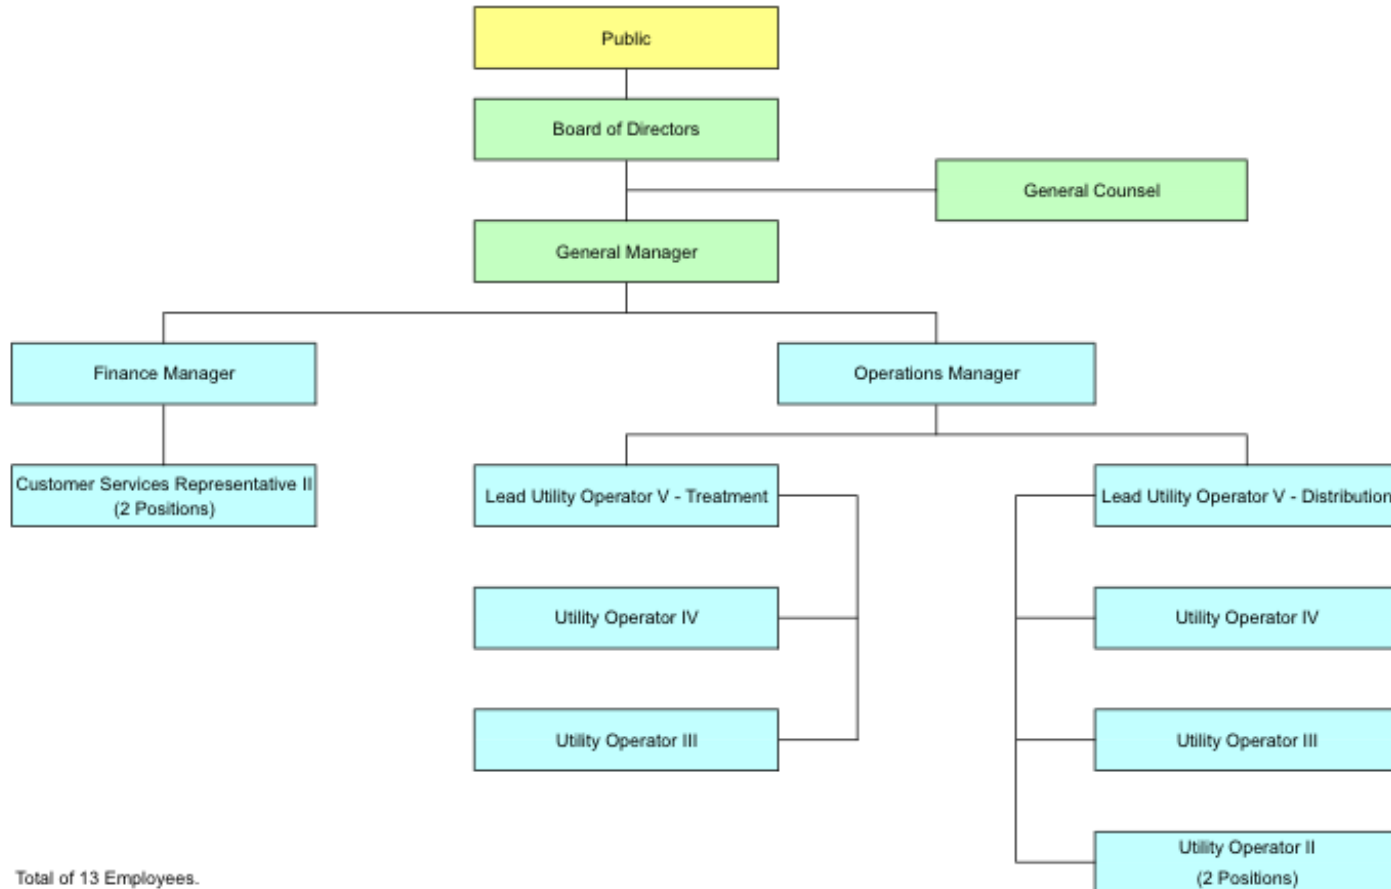 Public
Board of Directors
General Counsel
General Manager
Finance Manager
Operations Manager
Customer Services Representative II
(2 Positions)
Lead Utility Operator V - Treatment
Lead Utility Operator V - Distribution
Utility Operator IV
Utility Operator IV
Utility Operator III
Utility Operator III
Utility Operator II
(2 Positions)
Total of 13 Employees.